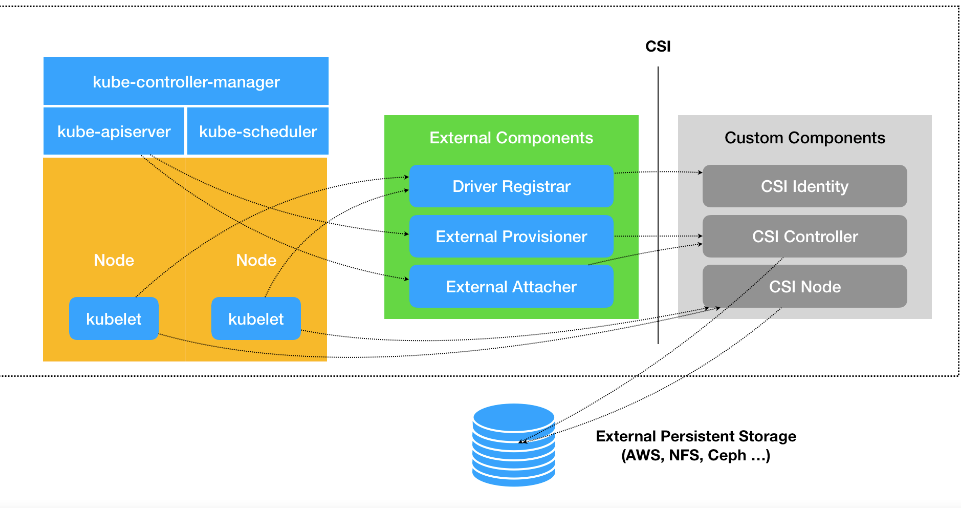 CSI
kube-controller-manager
kube-apiserver
kube-scheduler
External Components
Custom Components
Driver Registrar
CSI Identity
External Provisioner
CSI Controller
Node
Node
External Attacher
CSI Node
kubelet
kubelet
External Persistent Storage
(AWS, NFS, Ceph ...)